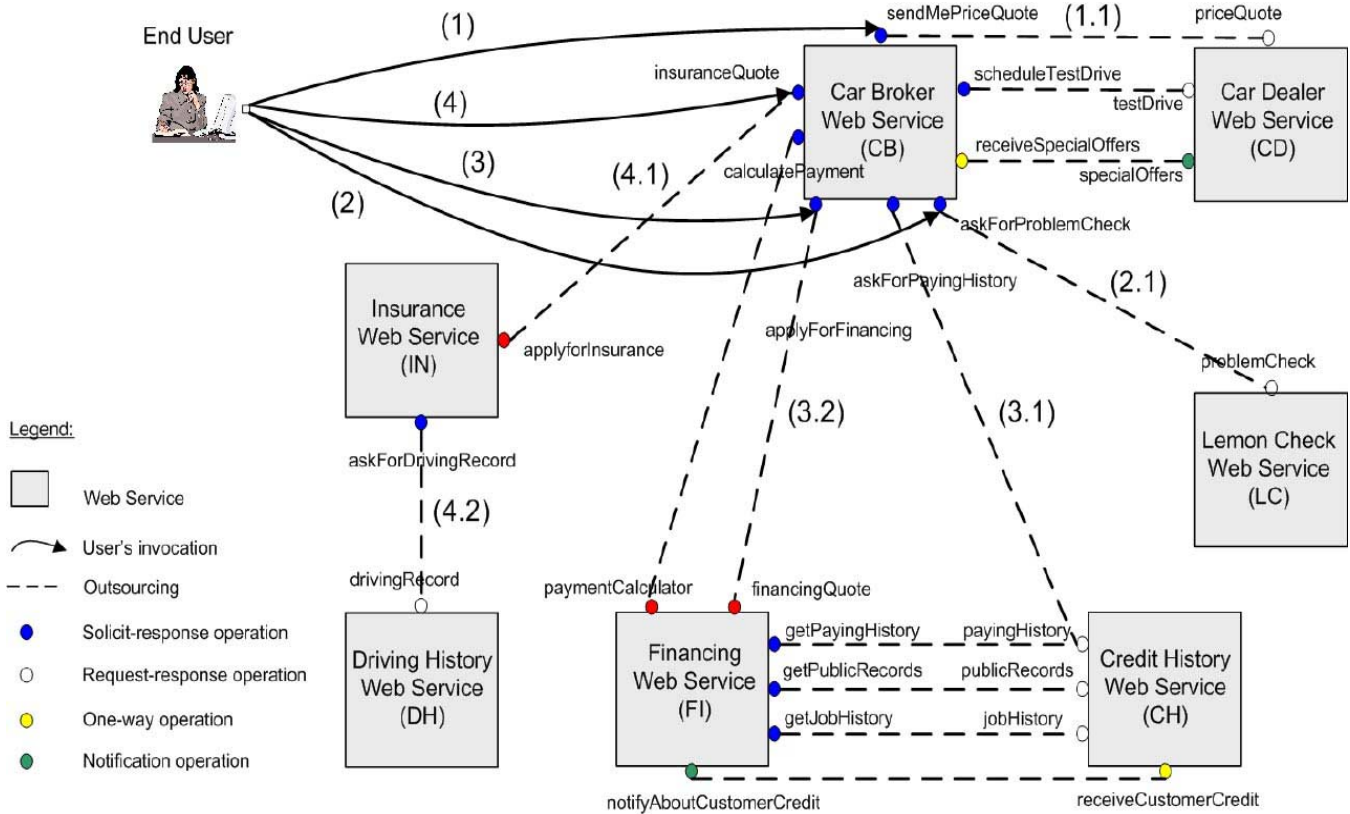 (1)
sendMePriceQuote
(1.1)
priceQuote
End User
insuranceQuote
(4)
Car Broker
Web Service
(CB)
scheduleTestDrive
testDrive
receiveSpecialOffers
specialOffers
Car Dealer
Web Service
(CD)
(3)
(4.1)
calculatePayment
(2)
askForProblemCheck
askForPayingHistory
(2.1)
Insurance
Web Service
(IN)
applyforInsurance
applyForFinancing
problemCheck
(3.2)
(3.1)
Lemon Check
Web Service
(LC)
askForDrivingRecord
(4.2)
drivingRecord
Driving History
Web Service
(DH)
paymentCalculator
financingQuote
Financing
Web Service
(FI)
getPayingHistory
payingHistory
getPublicRecords
publicRecords
getJobHistory
jobHistory
Credit History
Web Service
(CH)
notifyAboutCustomerCredit
receiveCustomerCredit
Legend:
Web Service
User's invocation
Outsourcing
Solicit-response operation
Request-response operation
One-way operation
Notification operation